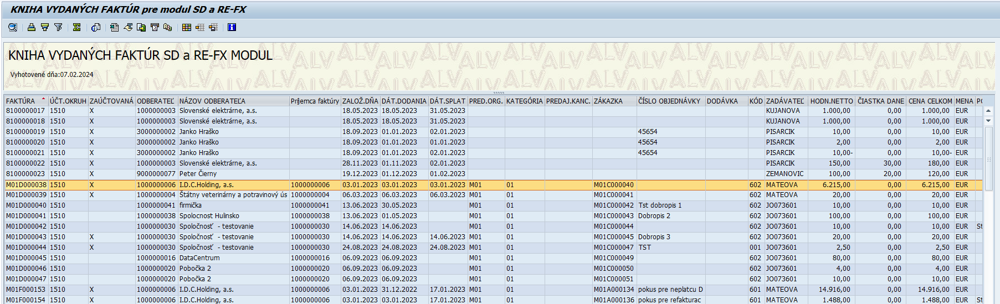 KNIHA VYDANÝCH FAKTÚR pre modul SD a RE-FX
KNIHA VYDANÝCH FAKTÚR SD a RE-FX MODUL
Vyhotovené dňa:07.02.2024
FAKTÚRA ÚČT.OKRUH ZAÚČTOVANÁ ODBERATEĽ NÁZOV ODBERATEĽA Príjemca faktúry ZALOŽ.DŇA DÁT.DODANIA DÁT.SPLAT PRED.ORG. KATEGÓRIA PREDAJ.KANC. ZÁKAZKA ČÍSLO OBJEDNÁVKY DODÁVKA KÓD ZADÁVATEĽ HODN.NETTO ČIASTKA DANE CENA CELKOM MENA PO
8100000017 1510 X 1000000003 Slovenské elektrárne, a.s. 18.05.2023 18.05.2023 31.05.2023 KUJANOVA 1.000,00 0,00 1.000,00 EUR
8100000018 1510 X 1000000003 Slovenské elektrárne, a.s. 18.05.2023 18.05.2023 31.05.2023 KUJANOVA 1.000,00 0,00 1.000,00 EUR
8100000019 1510 X 3000000002 Janko Hraško 18.09.2023 01.01.2023 02.01.2023 45654 PISARCIK 10,00 0,00 10,00 EUR
8100000020 1510 X 3000000002 Janko Hraško 18.09.2023 01.01.2023 02.01.2023 45654 PISARCIK 2,00 0,00 2,00 EUR
8100000021 1510 X 3000000002 Janko Hraško 18.09.2023 01.01.2023 02.01.2023 45654 PISARCIK 10,00- 0,00 10,00- EUR
8100000022 1510 X 1000000003 Slovenské elektrárne, a.s. 28.11.2023 01.11.2023 02.01.2023 PISARCIK 150,00 30,00 180,00 EUR
8100000023 1510 X 9000000077 Peter Čierny 19.12.2023 01.12.2023 01.12.2023 ZEMANOVIC 100,00 20,00 120,00 EUR
M01D000038 1510 X 1000000006 I.D.C.Holding, a.s. 1000000006 03.01.2023 03.01.2023 03.01.2023 M01 01 M01C000040 602 MATEOVA 6.215,00 0,00 6.215,00 EUR
M01D000039 1510 X 1000000004 Štátny veterinárny a potravinový ús 1000000004 06.03.2023 06.03.2023 06.03.2023 M01 01 M01C000041 602 MATEOVA 20,00 0,00 20,00 EUR
M01D000040 1510 1000000041 firmička 1000000041 13.06.2023 30.05.2023 M01 01 M01C000042 Tst dobropis 1 602 JO073601 10,00 0,00 10,00 EUR
M01D000041 1510 1000000038 Spolocnost Hulinsko 1000000038 13.06.2023 01.05.2023 M01 01 M01C000043 Dobropis 2 602 JO073601 100,00 0,00 100,00 EUR
M01D000042 1510 1000000030 Spoločnosť - testovanie 1000000030 14.06.2023 14.06.2023 M01 01 M01C000044 602 JO073601 10,00 0,00 10,00 EUR St
M01D000043 1510 X 1000000030 Spoločnosť - testovanie 1000000030 14.06.2023 14.06.2023 14.06.2023 M01 01 M01C000045 Dobropis 3 602 JO073601 20,00 0,00 20,00 EUR
M01D000044 1510 X 1000000030 Spoločnosť - testovanie 1000000030 24.08.2023 24.08.2023 24.08.2023 M01 01 M01C000047 TST 001 JO073601 2,50 0,00 2,50 EUR
M01D000045 1510 1000000016 DataCentrum 1000000016 06.09.2023 06.09.2023 M01 01 M01C000049 602 JO073601 80,00 0,00 80,00 EUR
M01D000046 1510 1000000020 Pobočka 2 1000000020 06.09.2023 06.09.2023 M01 01 M01C000050 602 JO073601 4,00 0,00 4,00 EUR
M01D000047 1510 1000000020 Pobočka 2 1000000020 06.09.2023 06.09.2023 M01 01 M01C000051 602 JO073601 10,00 0,00 10,00 EUR
M01F000153 1510 X 1000000006 I.D.C.Holding, a.s. 1000000006 03.01.2023 31.12.2022 17.01.2023 M01 01 M01A000134 pokus pre neplatcu D 601 MATEOVA 14.916,00 0,00 14.916,00 EUR
M01F000154 1510 X 1000000006 I.D.C.Holding, a.s. 1000000006 03.01.2023 03.01.2023 17.01.2023 M01 01 M01A000136 pokus pre refakturac 601 MATEOVA 1.488,00 0,00 1.488,00 EUR